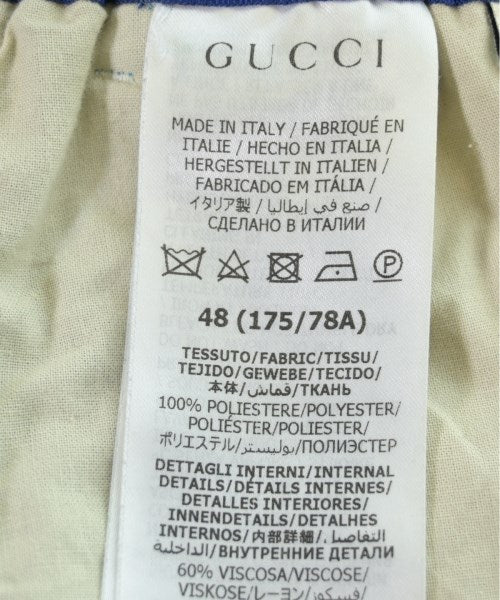 GUCCI
MADE IN ITALY / FABRIQUÉ EN
ITALIE / HECHO EN ITALIA /
HERGESTELLT IN ITALIEN /
FABRICADO EM ITÁLIA /
イタリア製 / صنع في إيطاليا /
СДЕЛАНО В ИТАЛИИ
P
48 (175/78A)
TESSUTO/FABRIC/TISSU/
TEJIDO/GEWEBE/TECIDO/
本体/قماش/ТКАНЬ
100% POLIESTERE/POLYESTER/
POLIÉSTER/POLIESTER/
ポリエステル/بوليستر/ПОЛИЭСТЕР
DETTAGLI INTERNI/INTERNAL
DETAILS/DÉTAILS INTERNES/
DETALLES INTERIORES/
INNENDETAILS/DETALHES
INTERNOS/内部詳細/التفاصيل
الداخلية/ВНУТРЕННИЕ ДЕТАЛИ
60% VISCOSA/VISCOSE/
VISKOSE/レーヨン/فيسكوز/